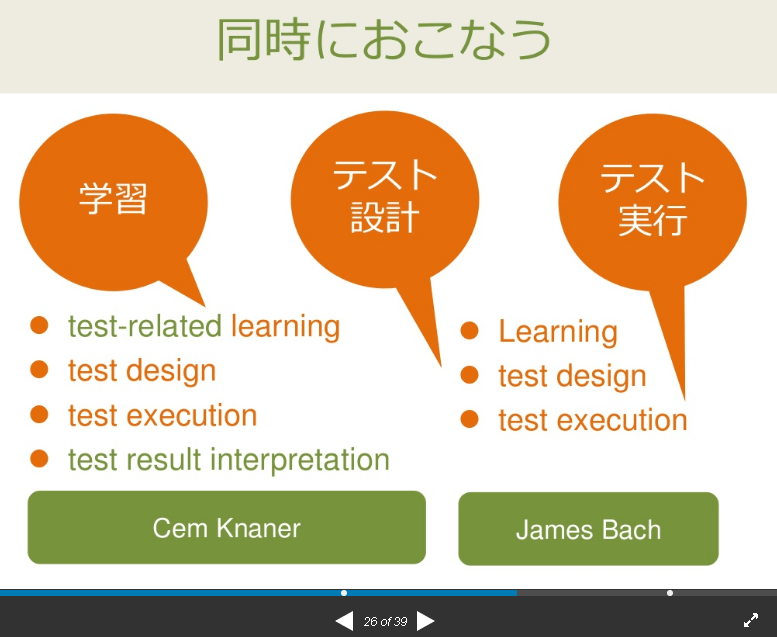 同時におこなう
学習
テスト
設計
テスト
実行
test-related learning
test design
test execution
test result interpretation
Cem Knaner
Learning
test design
test execution
James Bach
26 of 39